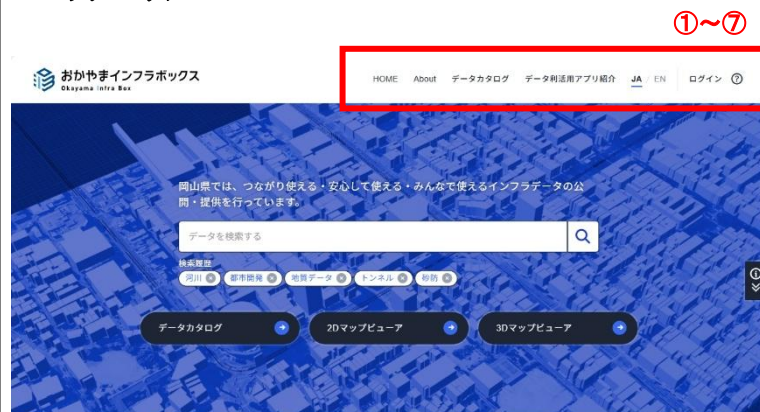 ①～⑦
おかやまインフラボックス
Okayama Infra Box
HOME About データカタログ データ利活用アプリ紹介 JA / EN ログイン ?
岡山県では、つながり使える・安心して使える・みんなで使えるインフラデータの公
開・提供を行っています。
データを検索する
検索履歴
河川 都市開発 地質データ トンネル 砂防
データカタログ 2Dマップビューア 3Dマップビューア